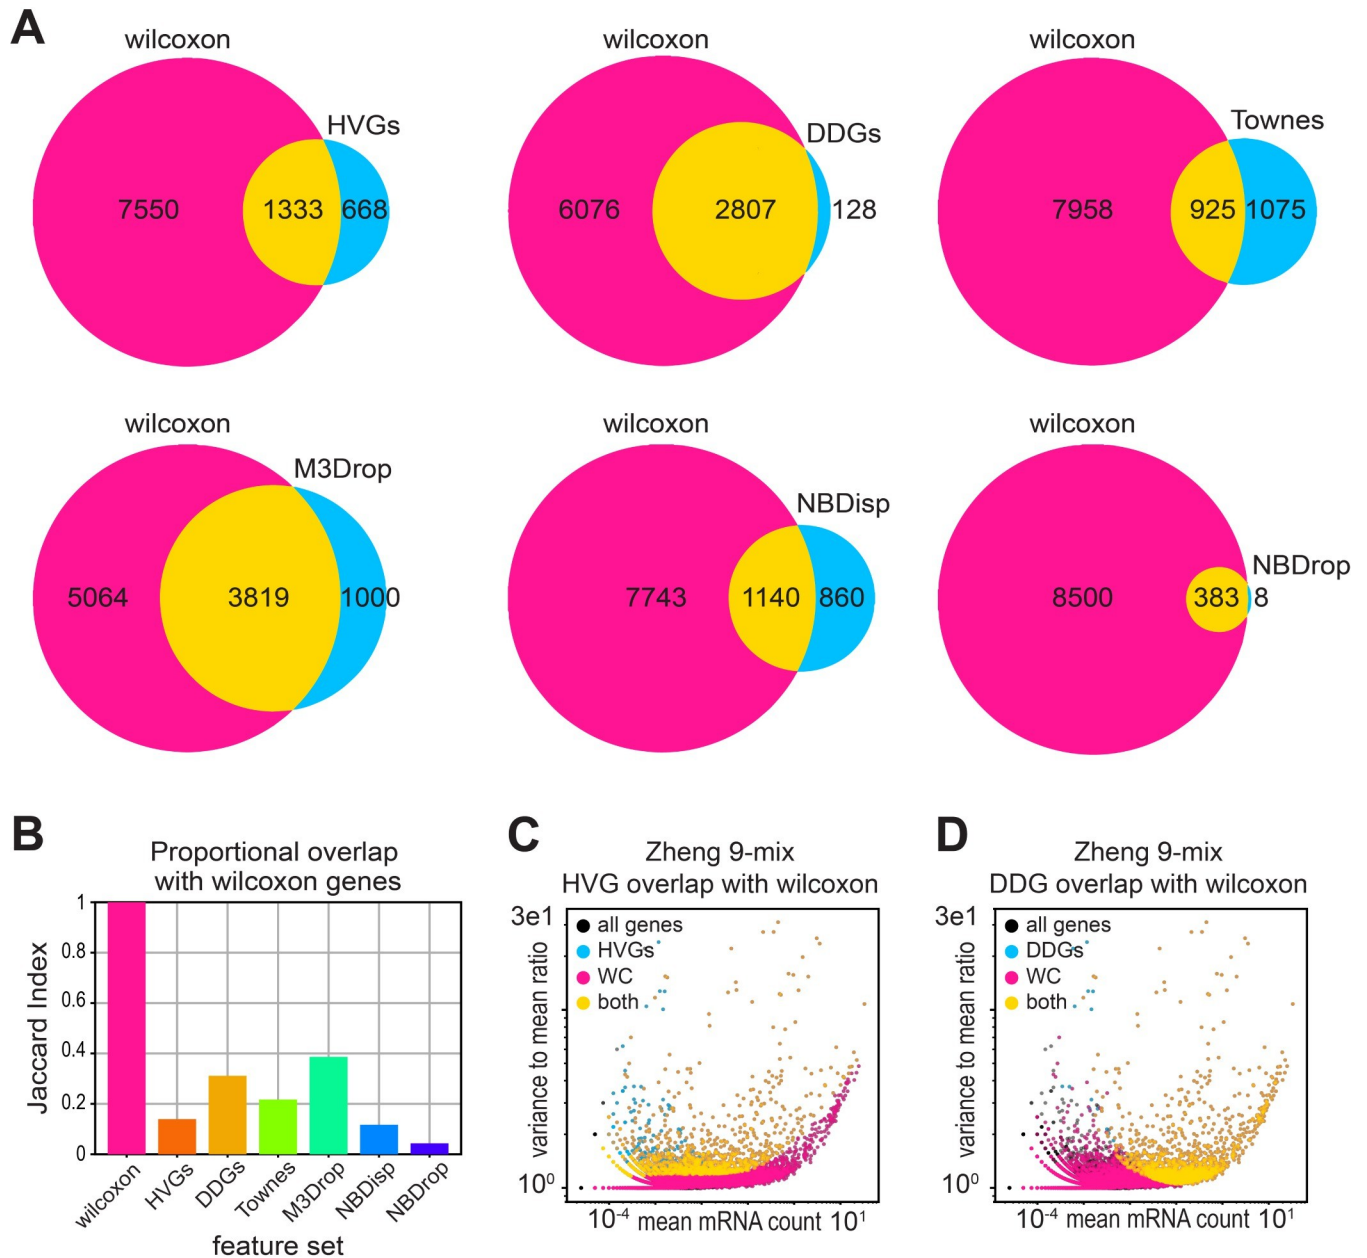 A
wilcoxon
HVGs
7550
1333
668
wilcoxon
DDGs
6076
2807
128
wilcoxon
Townes
7958
925
1075
wilcoxon
M3Drop
5064
3819
1000
wilcoxon
NBDisp
7743
1140
860
wilcoxon
NBDrop
8500
383
8
B
Proportional overlap
with wilcoxon genes
Jaccard Index
1
0.8
0.6
0.4
0.2
0
wilcoxon
HVGs
DDGs
Townes
M3Drop
NBDisp
NBDrop
feature set
C
Zheng 9-mix
HVG overlap with wilcoxon
3e1
variance to mean ratio
10⁰
all genes
HVGs
WC
both
10⁻⁴ mean mRNA count 10¹
D
Zheng 9-mix
DDG overlap with wilcoxon
3e1
variance to mean ratio
10⁰
all genes
DDGs
WC
both
10⁻⁴ mean mRNA count 10¹